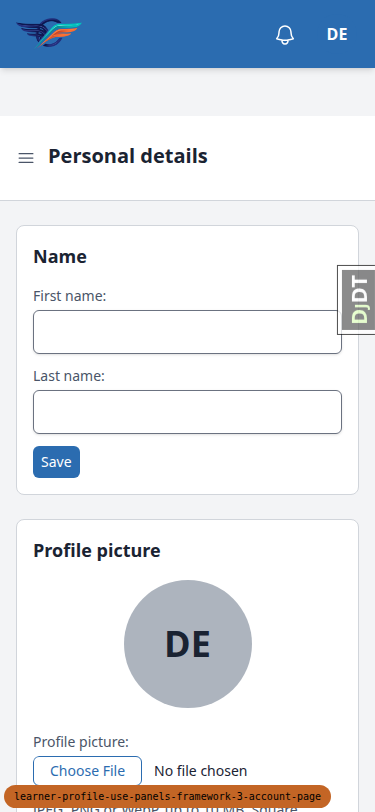 DE
Personal details
Name
First name:
DjDT
Last name:
Save
Profile picture
DE
Profile picture:
Choose File No file chosen
learner-profile-use-panels-framework-3-account-page